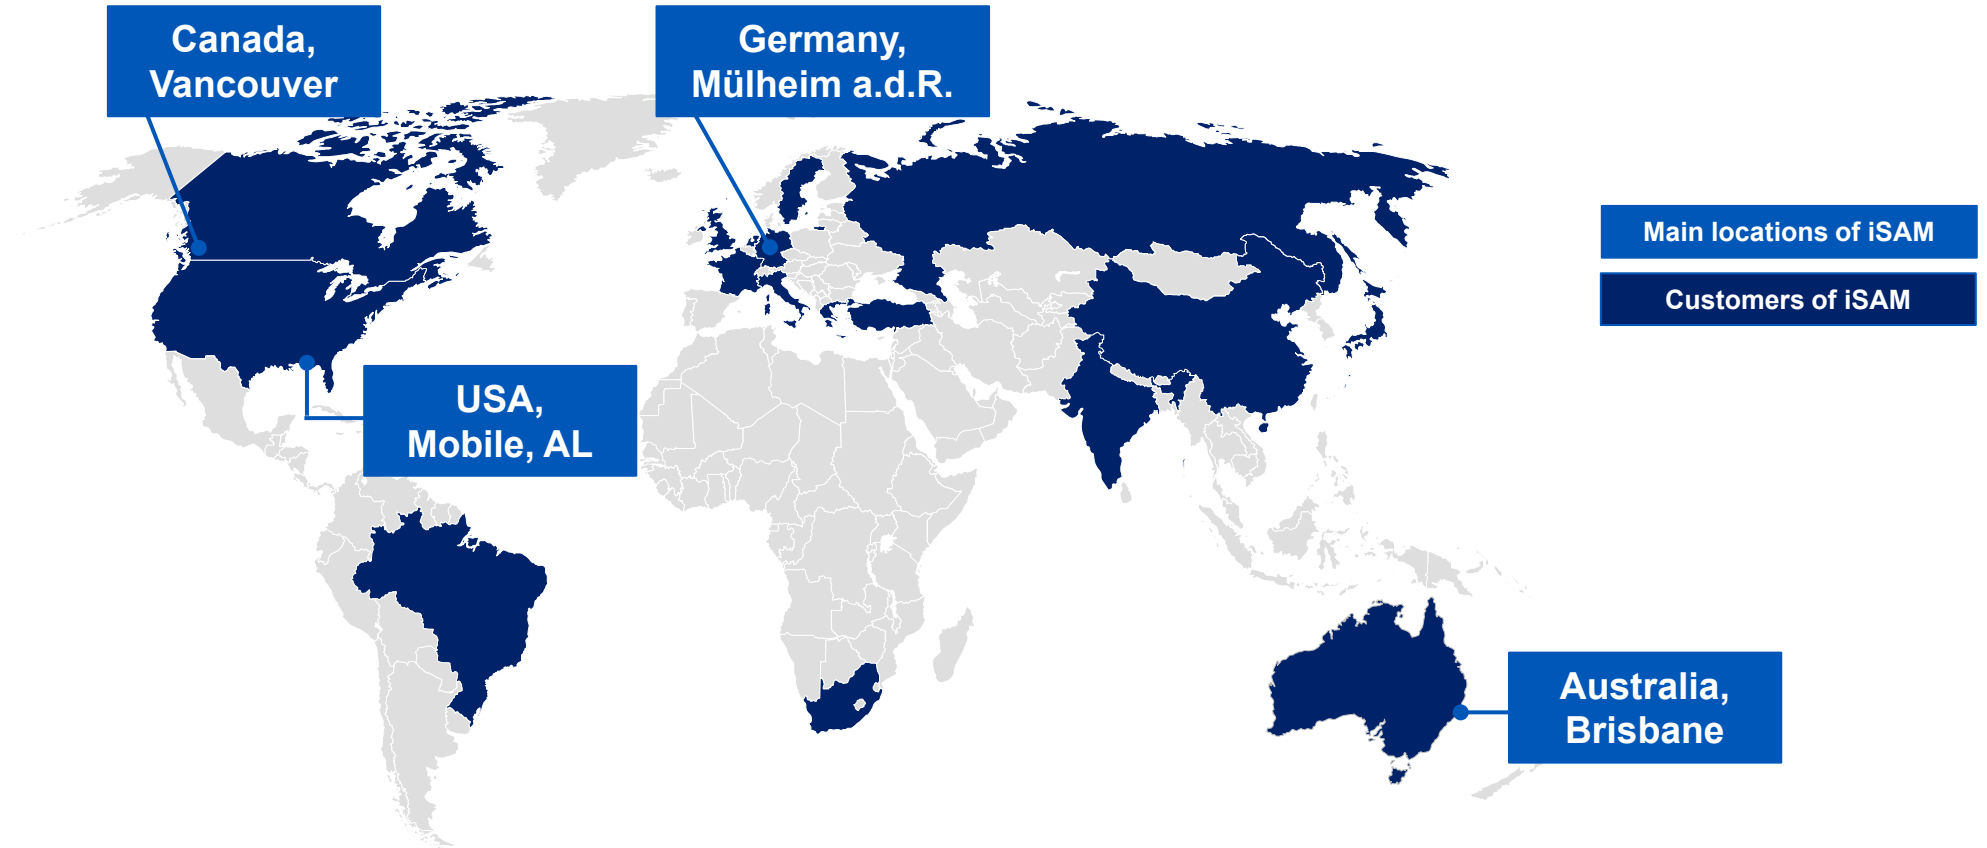 Canada,
Vancouver
Germany,
Mülheim a.d.R.
Main locations of iSAM
Customers of iSAM
USA,
Mobile, AL
Australia,
Brisbane